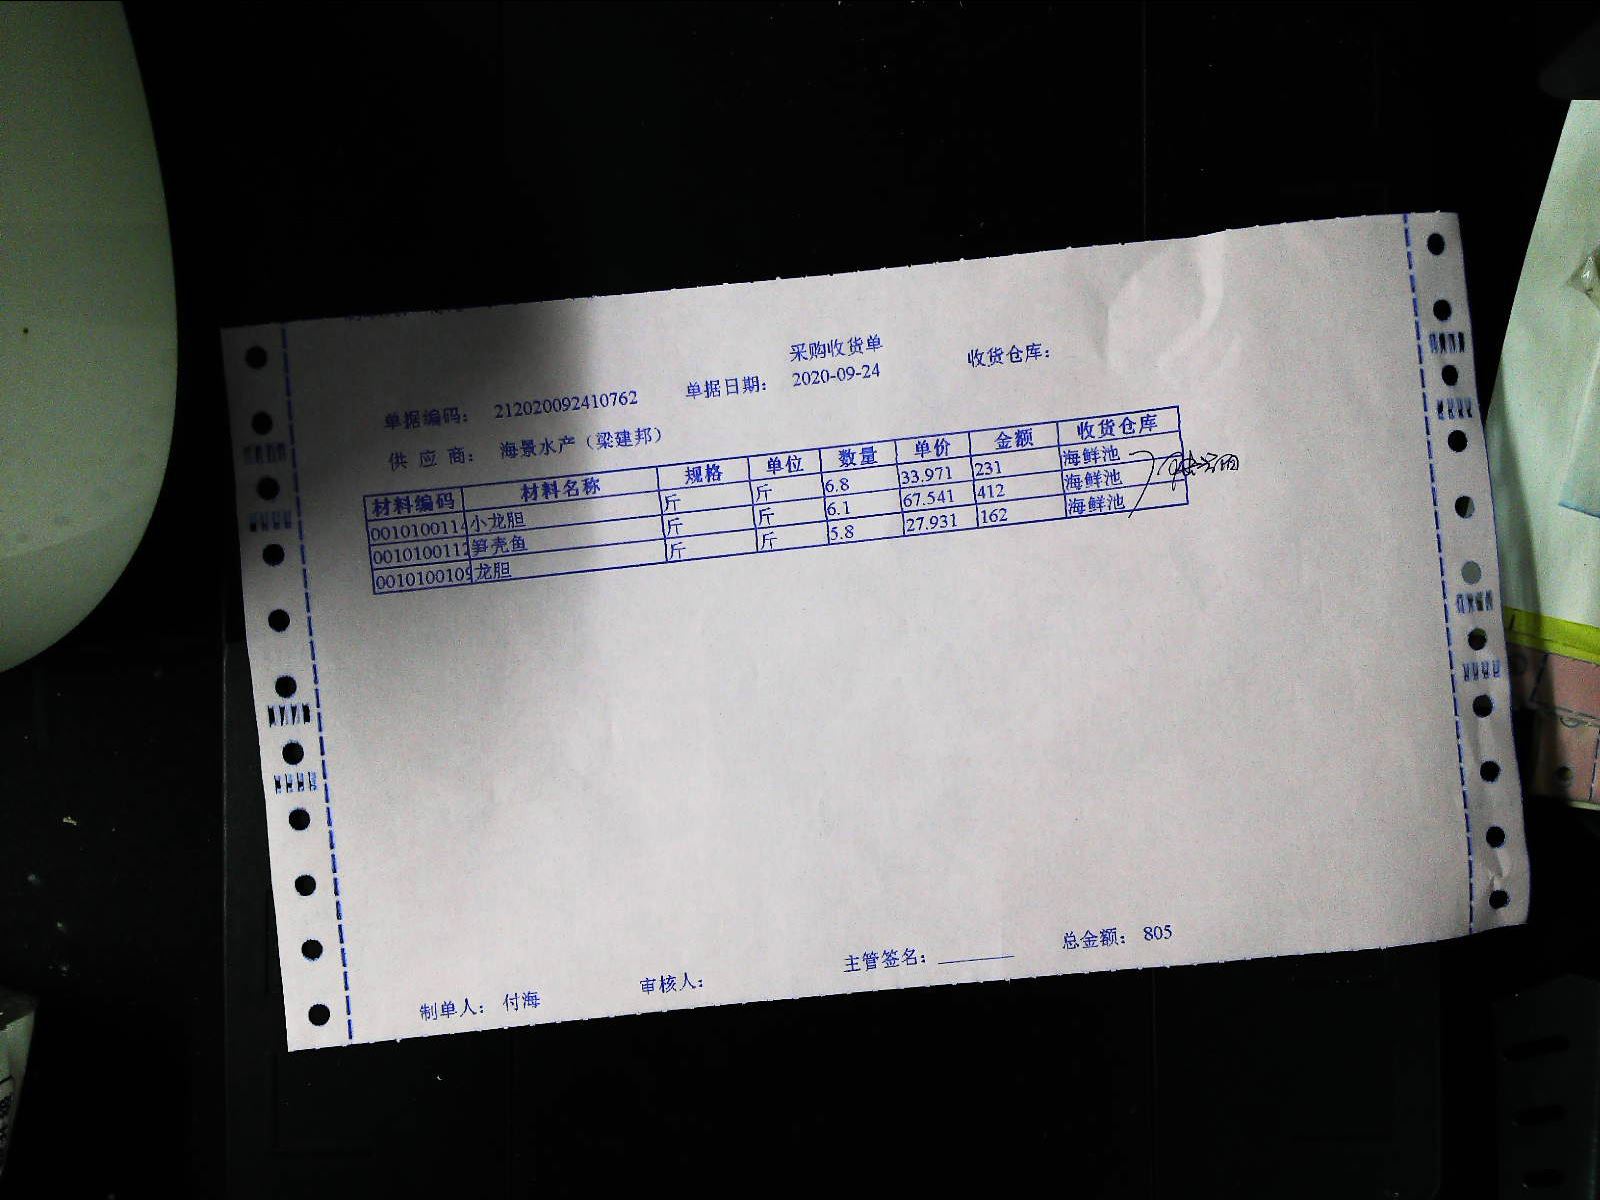 采购收货单
单据编码： 212020092410762 单据日期： 2020-09-24 收货仓库：
供 应 商： 海景水产（梁建邦）
材料编码 材料名称 规格 单位 数量 单价 金额 收货仓库
001010011 小龙胆 斤 斤 6.8 33.971 231 海鲜池
001010011 笋壳鱼 斤 斤 6.1 67.541 412 海鲜池
001010010 龙胆 斤 斤 5.8 27.931 162 海鲜池
制单人： 付海 审核人： 主管签名： 总金额： 805